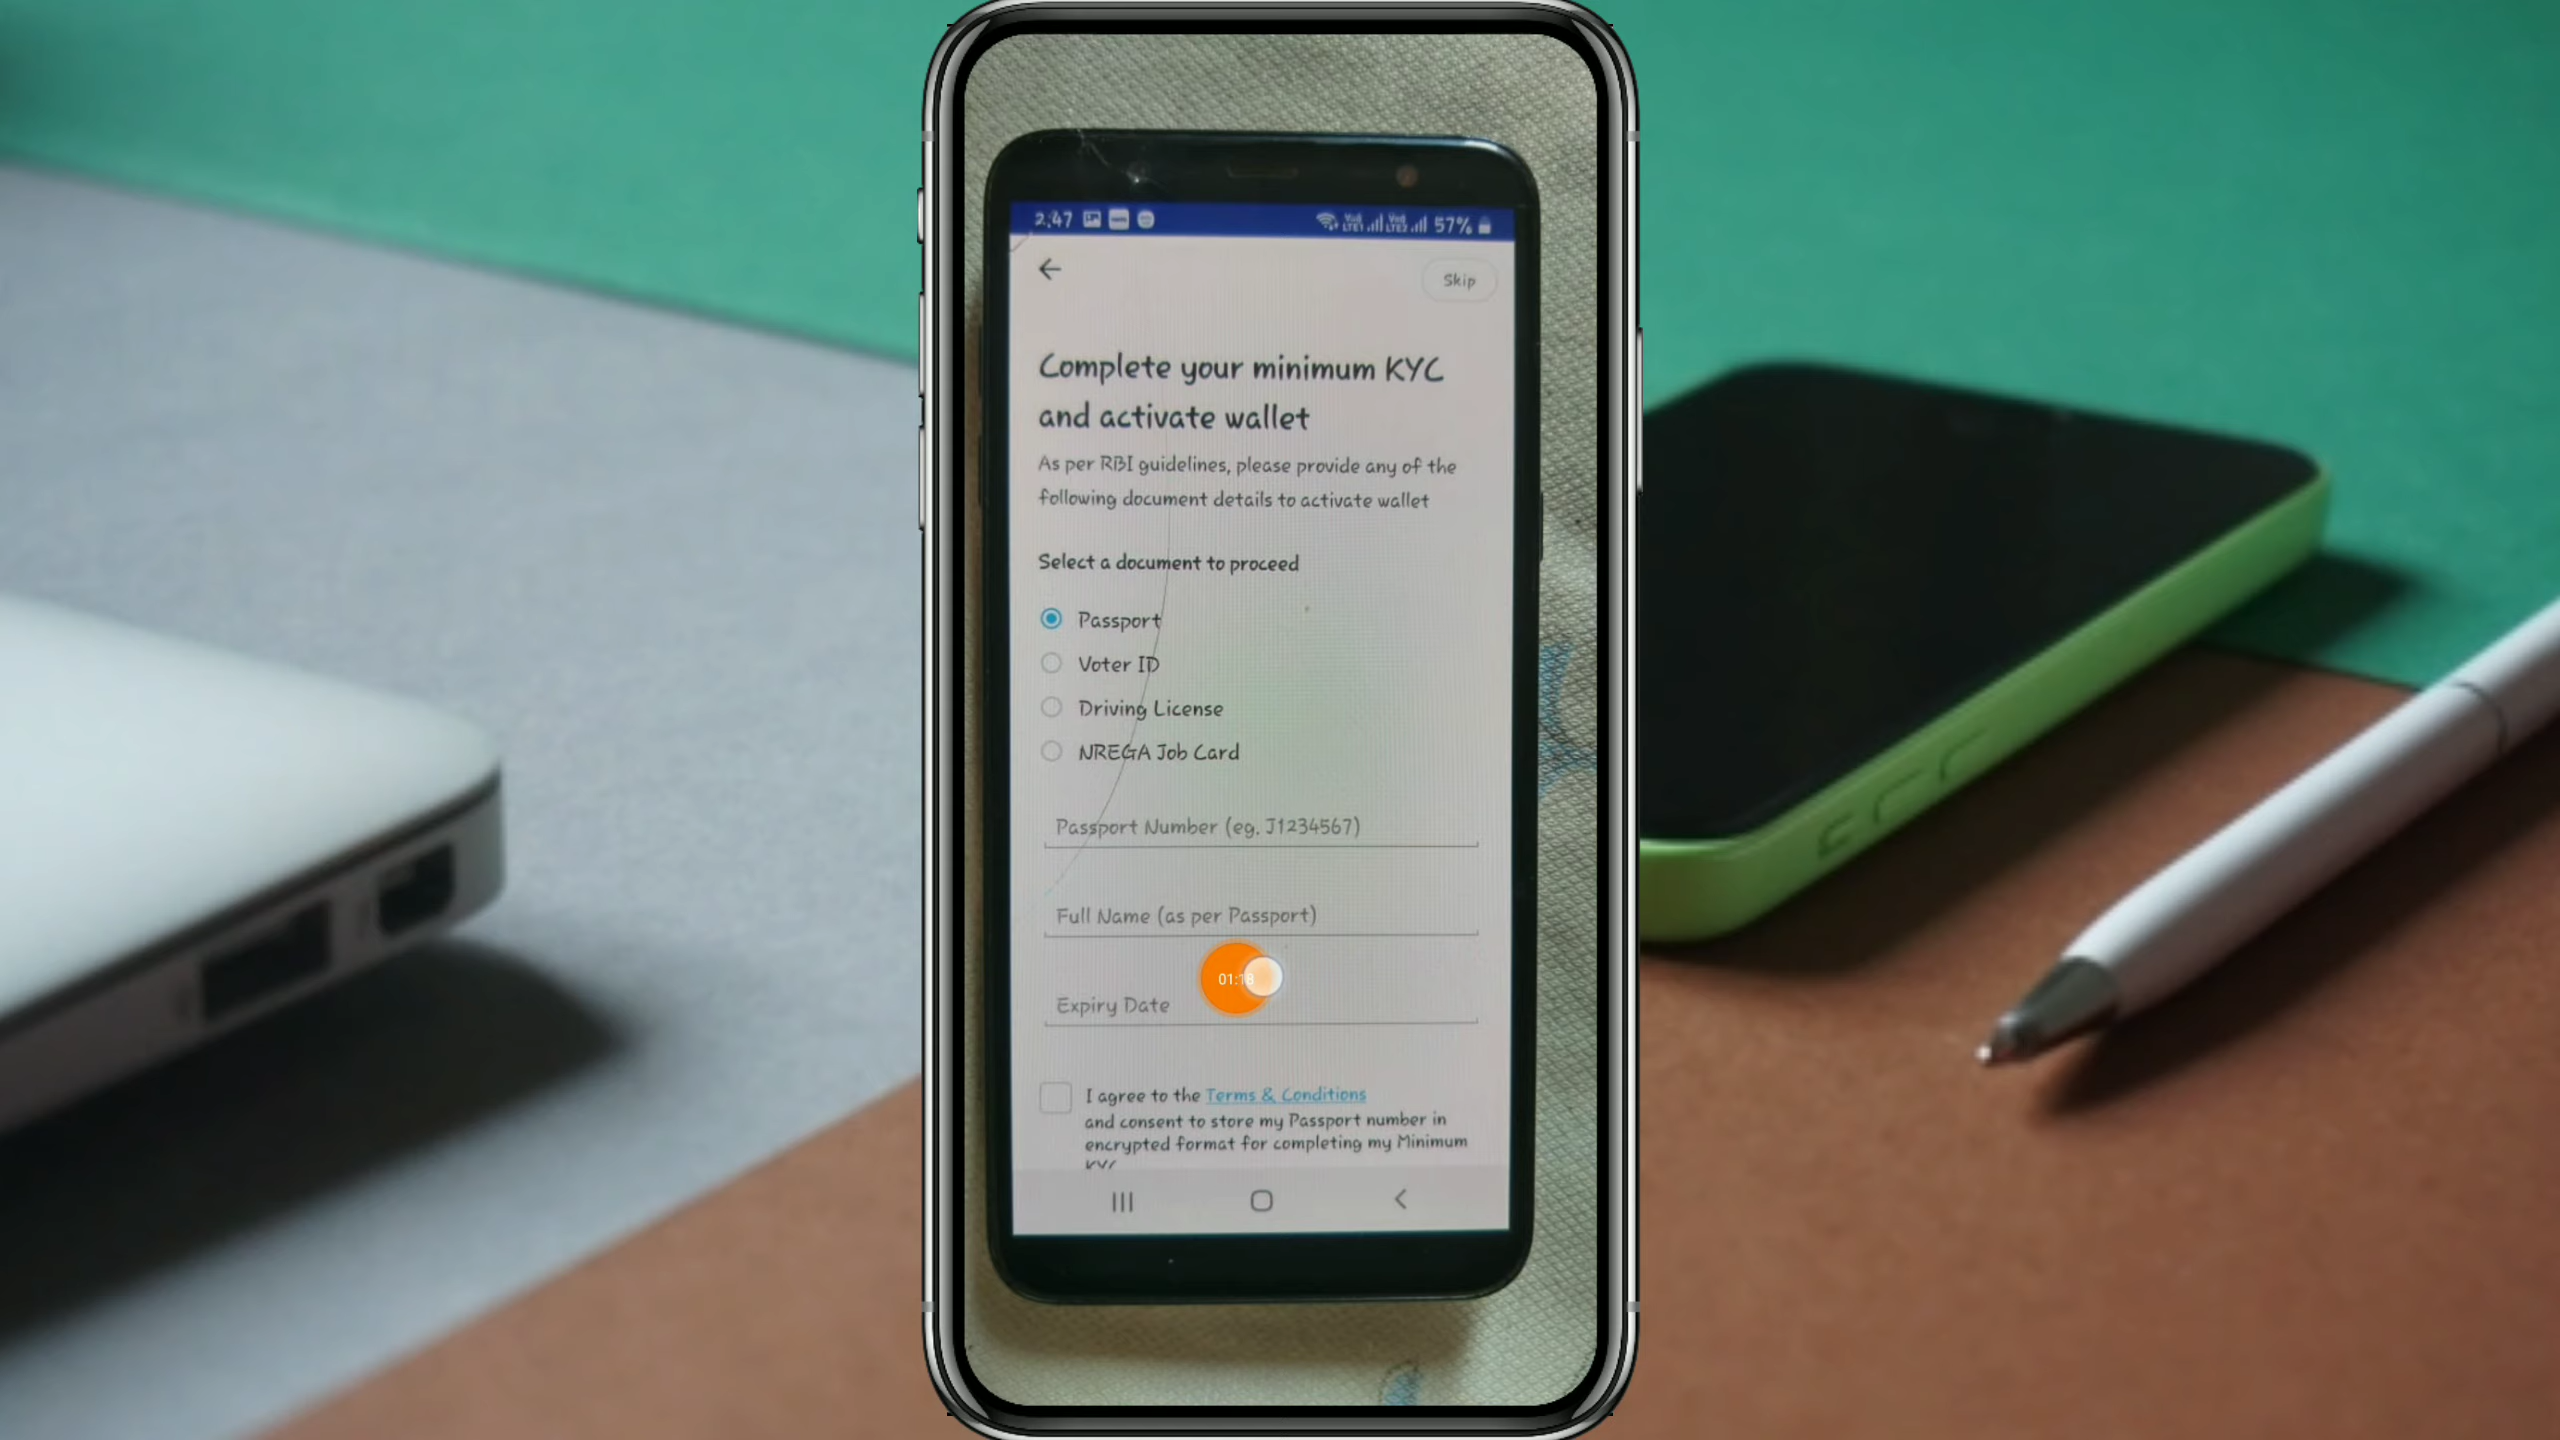 2:47 57%
Skip
Complete your minimum KYC
and activate wallet
As per RBI guidelines, please provide any of the
following document details to activate wallet
Select a document to proceed
Passport
Voter ID
Driving License
NREGA Job Card
Passport Number (eg. J1234567)
Full Name (as per Passport)
01:18
Expiry Date
I agree to the Terms & Conditions
and consent to store my Passport number in
encrypted format for completing my Minimum
KYC